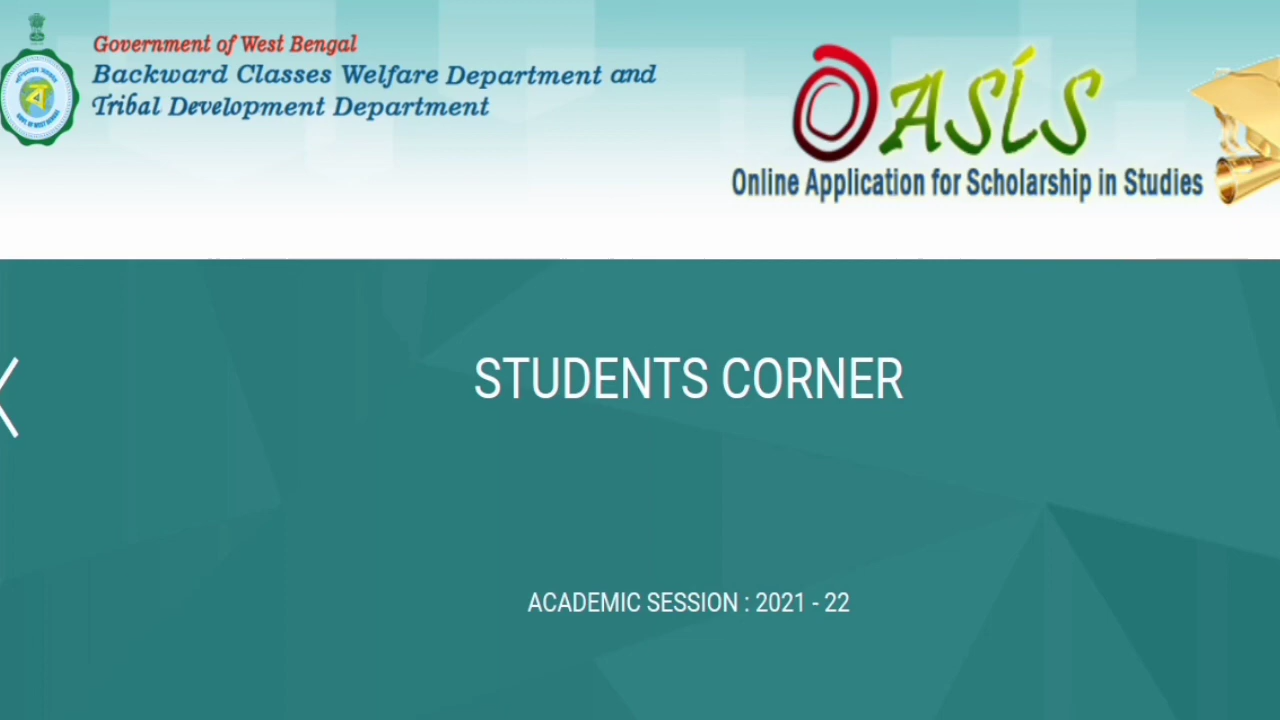 Government of West Bengal
Backward Classes Welfare Department and
Tribal Development Department
OASIS
Online Application for Scholarship in Studies
STUDENTS CORNER
ACADEMIC SESSION : 2021 - 22